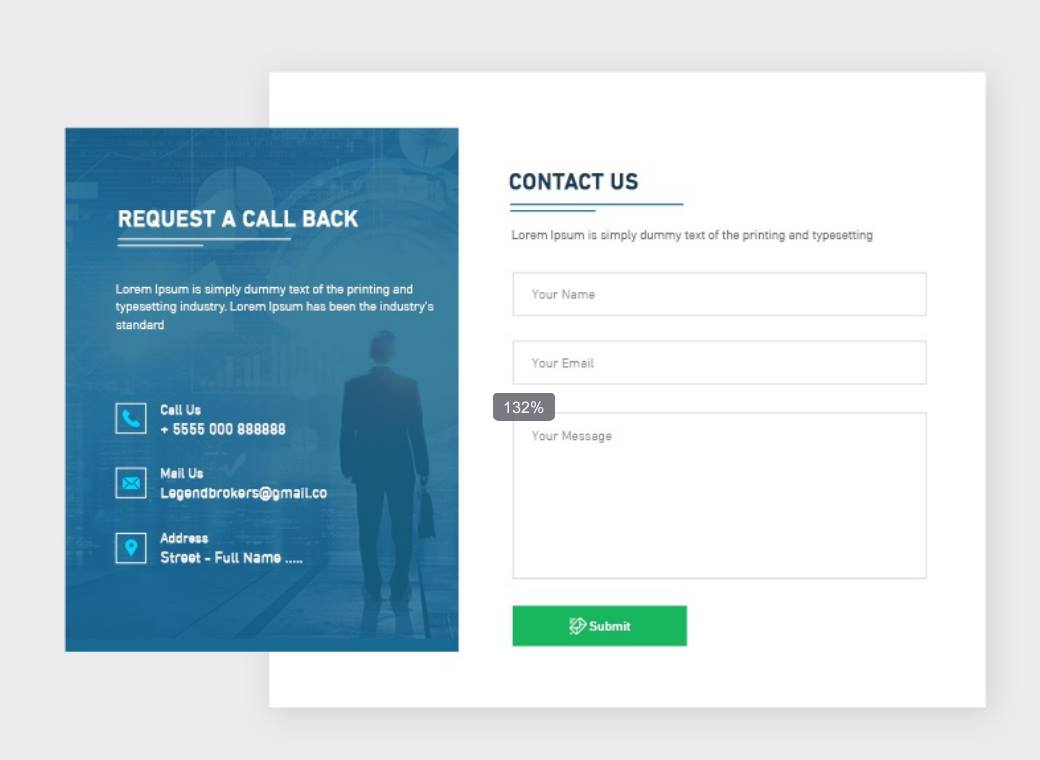 REQUEST A CALL BACK
Lorem Ipsum is simply dummy text of the printing and
typesetting industry. Lorem Ipsum has been the industry's
standard
Call Us
+ 5555 000 888888
Mail Us
Legendbrokers@gmail.co
Address
Street - Full Name .....
CONTACT US
Lorem Ipsum is simply dummy text of the printing and typesetting
Your Name
Your Email
132%
Your Message
Submit